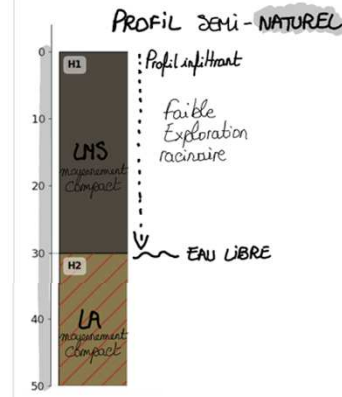 PROFIL SEMI-NATUREL
0
H1
Profil infiltrant
10
Faible
Exploration
racinaire
LMS
moyennement
Compact
20
30
EAU LIBRE
H2
40
LA
moyennement
Compact
50